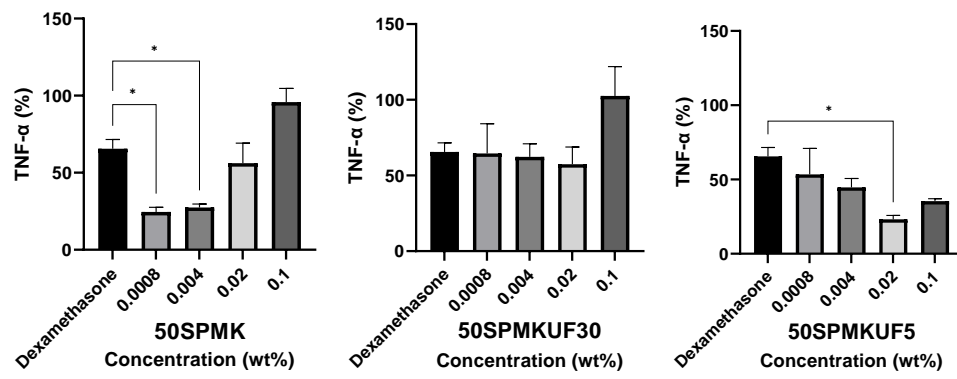 150
100
50
0
TNF-α (%)
*
*
Dexamethasone
0.0008
0.004
0.02
0.1
50SPMK
Concentration (wt%)
150
100
50
0
TNF-α (%)
Dexamethasone
0.0008
0.004
0.02
0.1
50SPMKUF30
Concentration (wt%)
150
100
50
0
TNF-α (%)
*
Dexamethasone
0.0008
0.004
0.02
0.1
50SPMKUF5
Concentration (wt%)